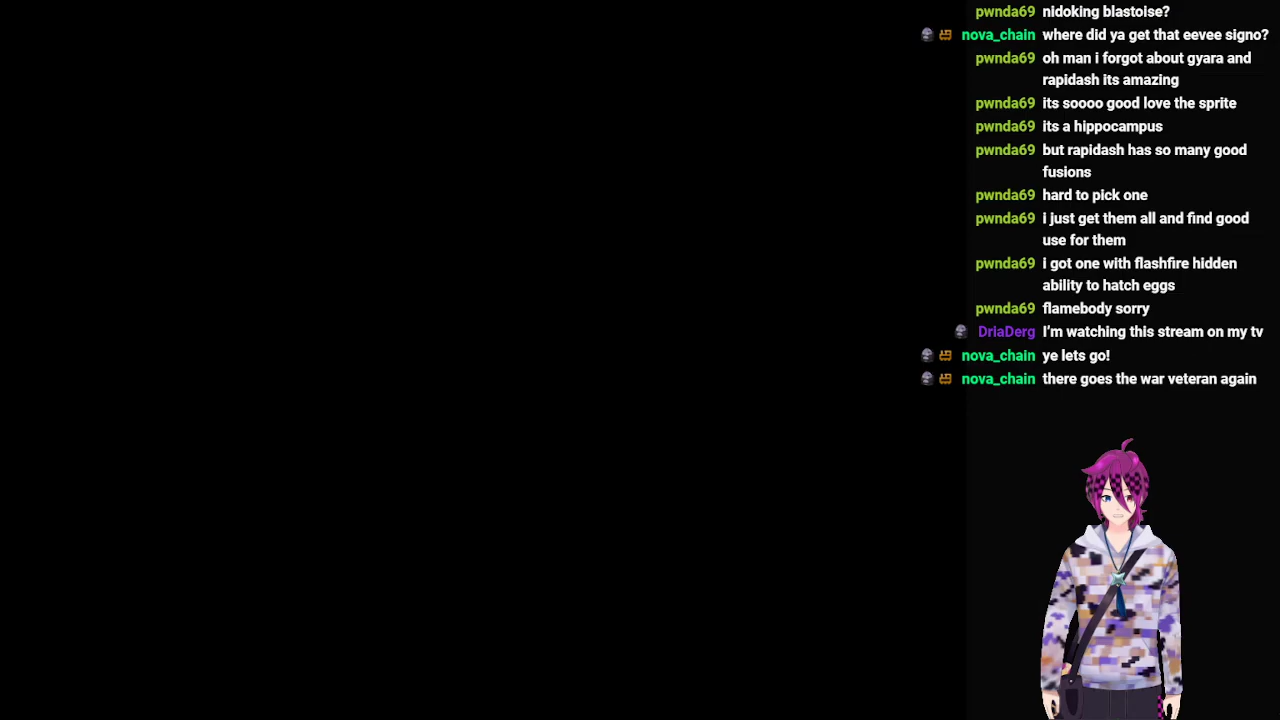 pwnda69 nidoking blastoise?
nova_chain where did ya get that eevee signo?
pwnda69 oh man i forgot about gyara and
rapidash its amazing
pwnda69 its soooo good love the sprite
pwnda69 its a hippocampus
pwnda69 but rapidash has so many good
fusions
pwnda69 hard to pick one
pwnda69 i just get them all and find good
use for them
pwnda69 i got one with flashfire hidden
ability to hatch eggs
pwnda69 flamebody sorry
DriaDerg I'm watching this stream on my tv
nova_chain ye lets go!
nova_chain there goes the war veteran again